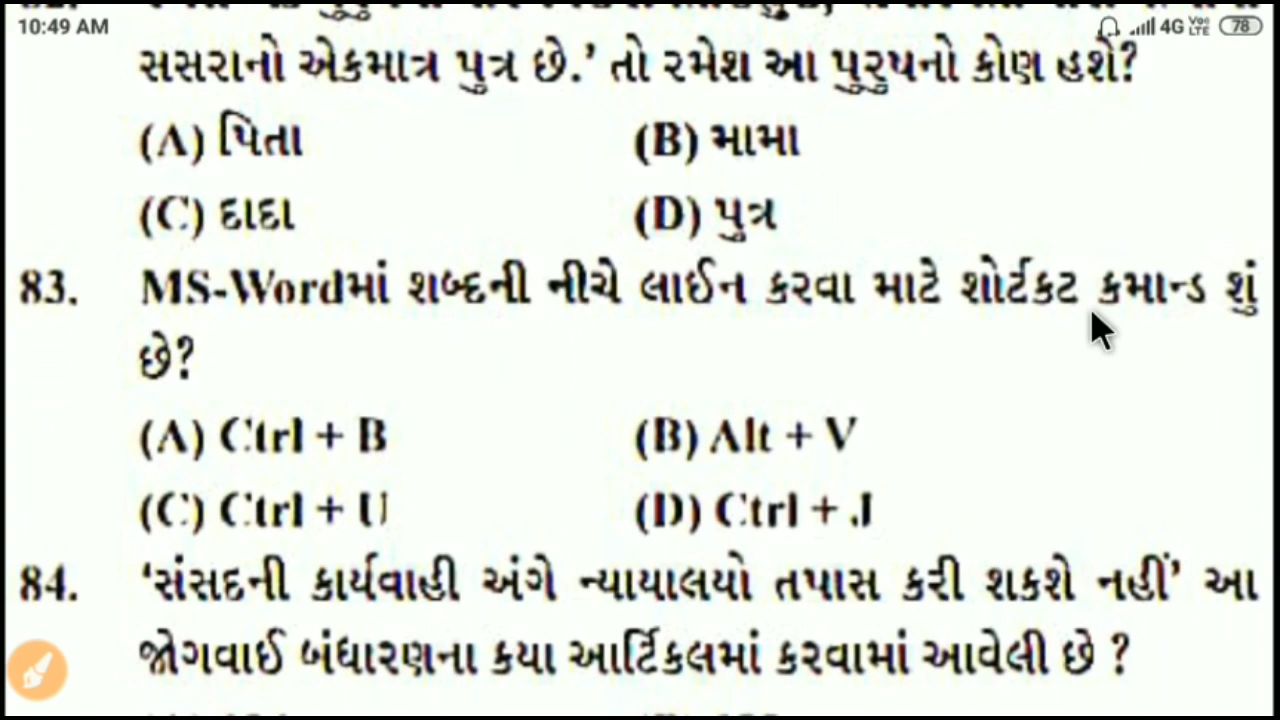 10:49 AM 4G VoLTE 78
સસરાનો એકમાત્ર પુત્ર છે.' તો રમેશ આ પુરુષનો કોણ હશે?
(A) પિતા (B) મામા
(C) દાદા (D) પુત્ર
83. MS-Wordમાં શબ્દની નીચે લાઈન કરવા માટે શોર્ટકટ કમાન્ડ શું
છે?
(A) Ctrl + B (B) Alt + V
(C) Ctrl + U (D) Ctrl + J
84. 'સંસદની કાર્યવાહી અંગે ન્યાયાલયો તપાસ કરી શકશે નહીં' આ
જોગવાઈ બંધારણના કયા આર્ટિકલમાં કરવામાં આવેલી છે ?